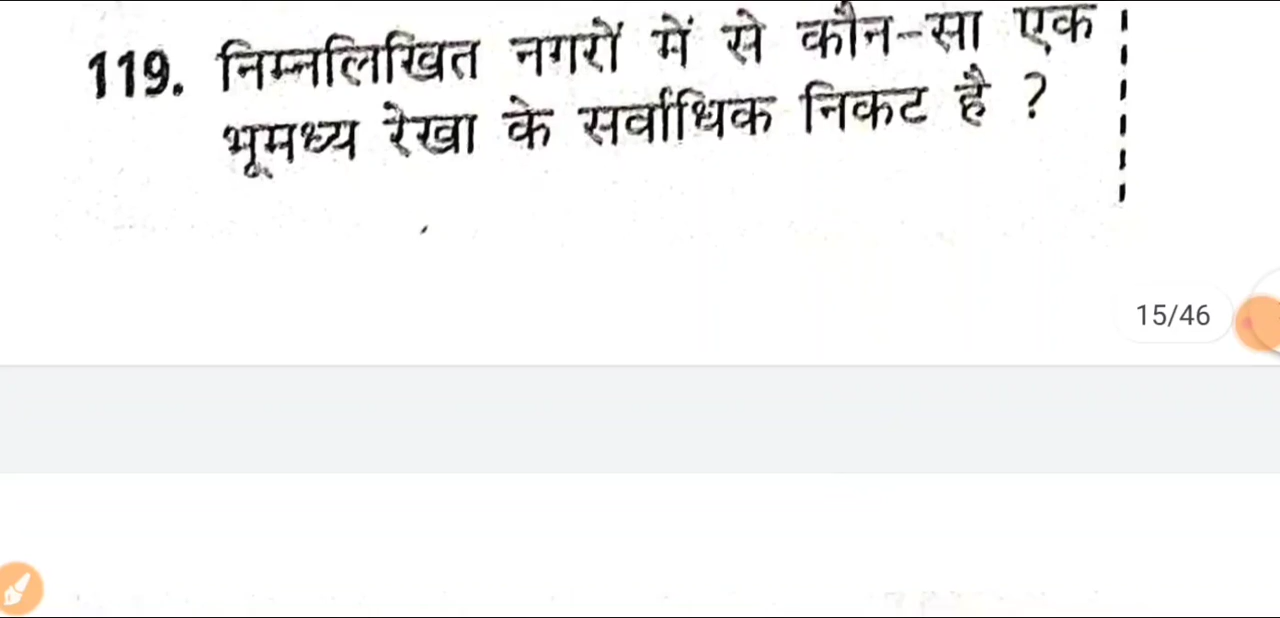 119. निम्नलिखित नगरों में से कौन-सा एक
भूमध्य रेखा के सर्वाधिक निकट है ?
15/46